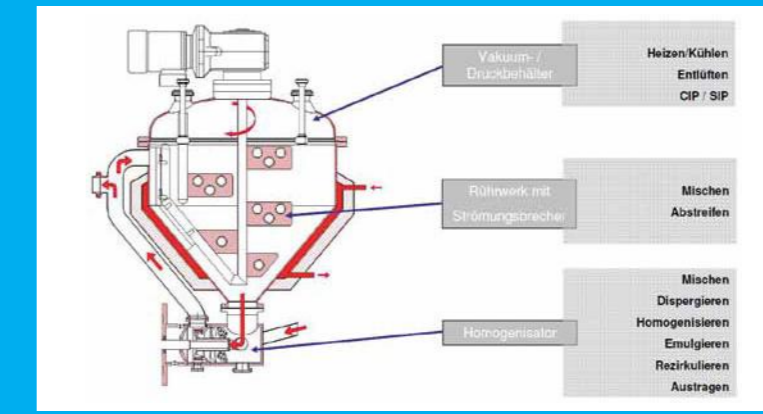 Vakuum- /
Druckbehälter
Heizen/Kühlen
Entlüften
CIP / SIP
Rührwerk mit
Strömungsbrecher
Mischen
Abstreifen
Homogenisator
Mischen
Dispergieren
Homogenisieren
Emulgieren
Rezirkulieren
Austragen